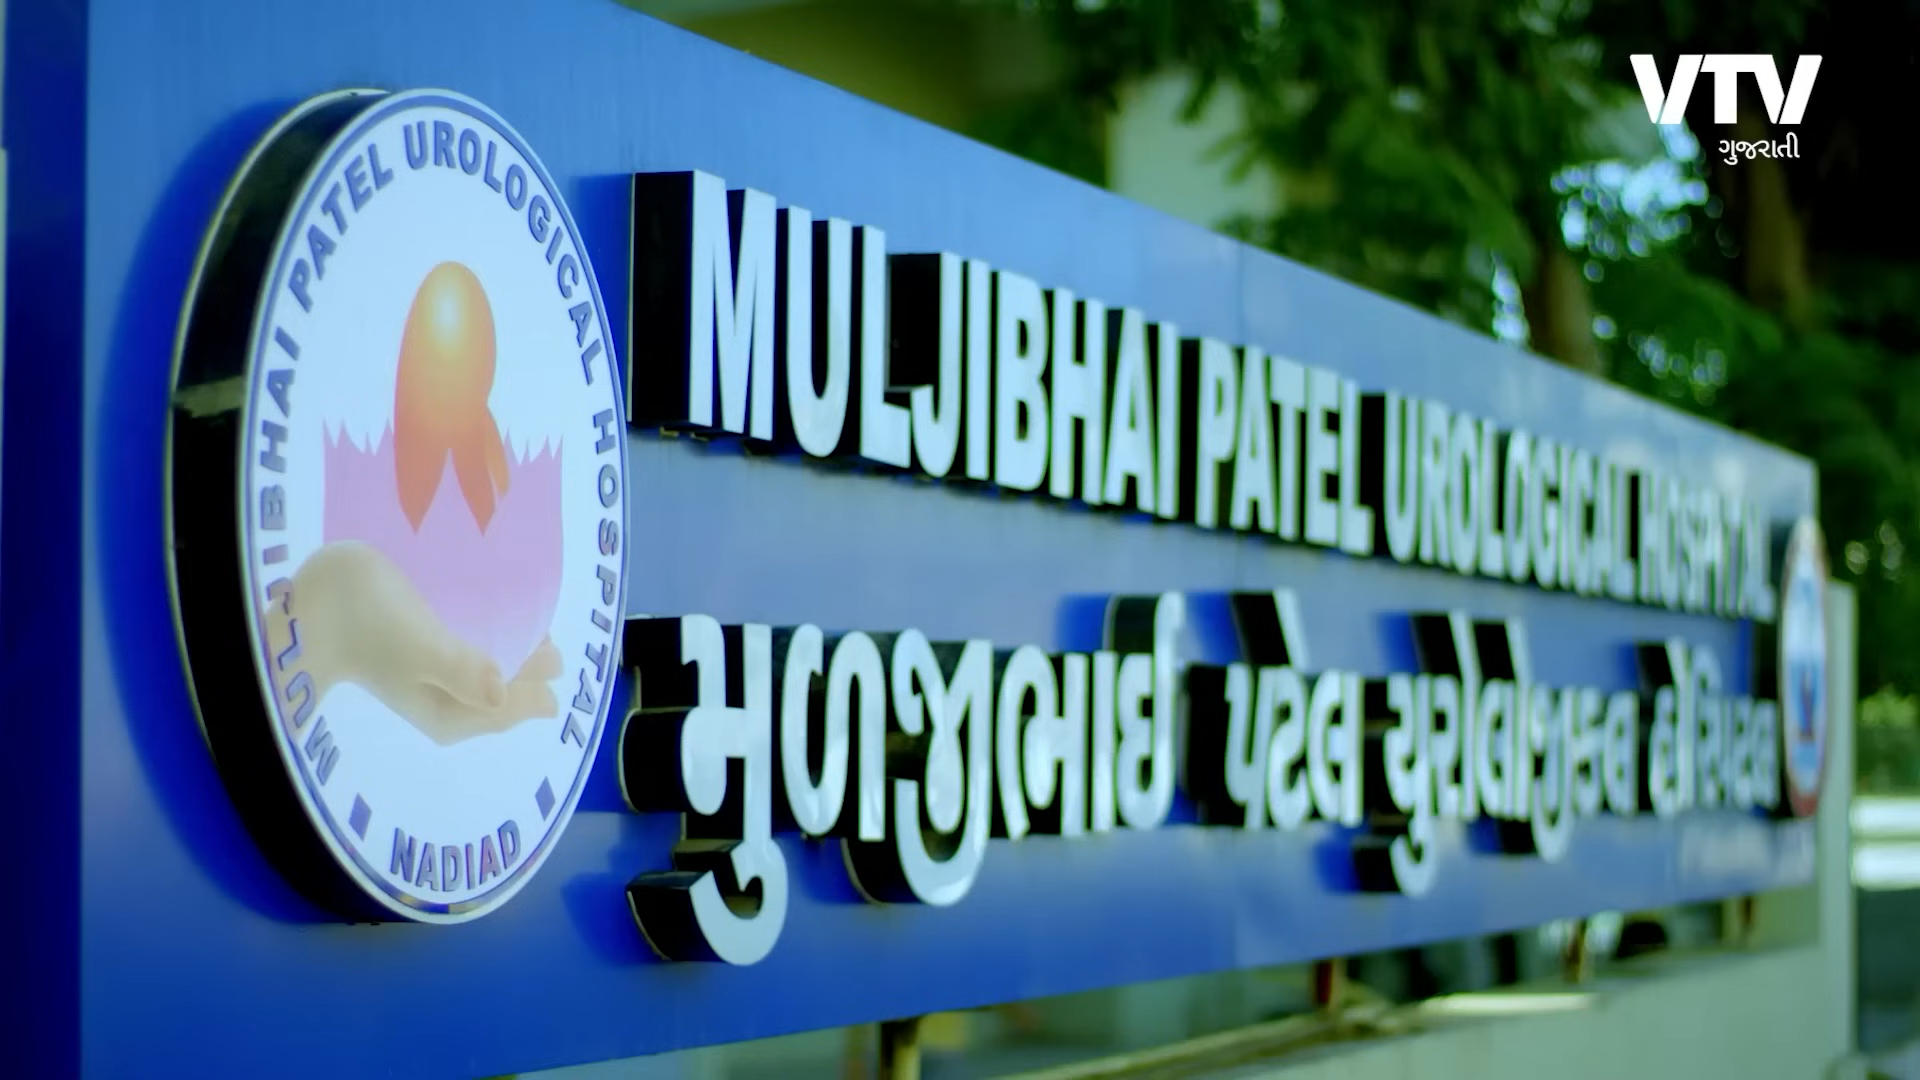 VTV
ગુજરાતી
MULJIBHAI PATEL UROLOGICAL HOSPITAL
NADIAD
MULJIBHAI PATEL UROLOGICAL HOSPITAL
મુળજીભાઈ પટેલ યુરોલોજીકલ હોસ્પિટલ